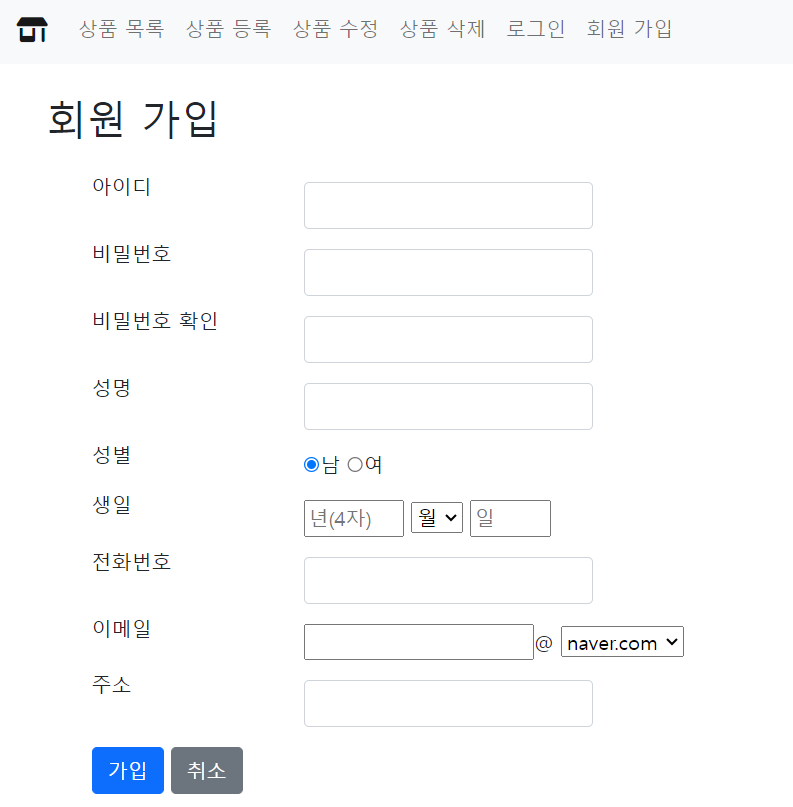 상품 목록 상품 등록 상품 수정 상품 삭제 로그인 회원 가입
회원 가입
아이디
비밀번호
비밀번호 확인
성명
성별 남 여
생일 년(4자) 월 일
전화번호
이메일 @ naver.com
주소
가입 취소